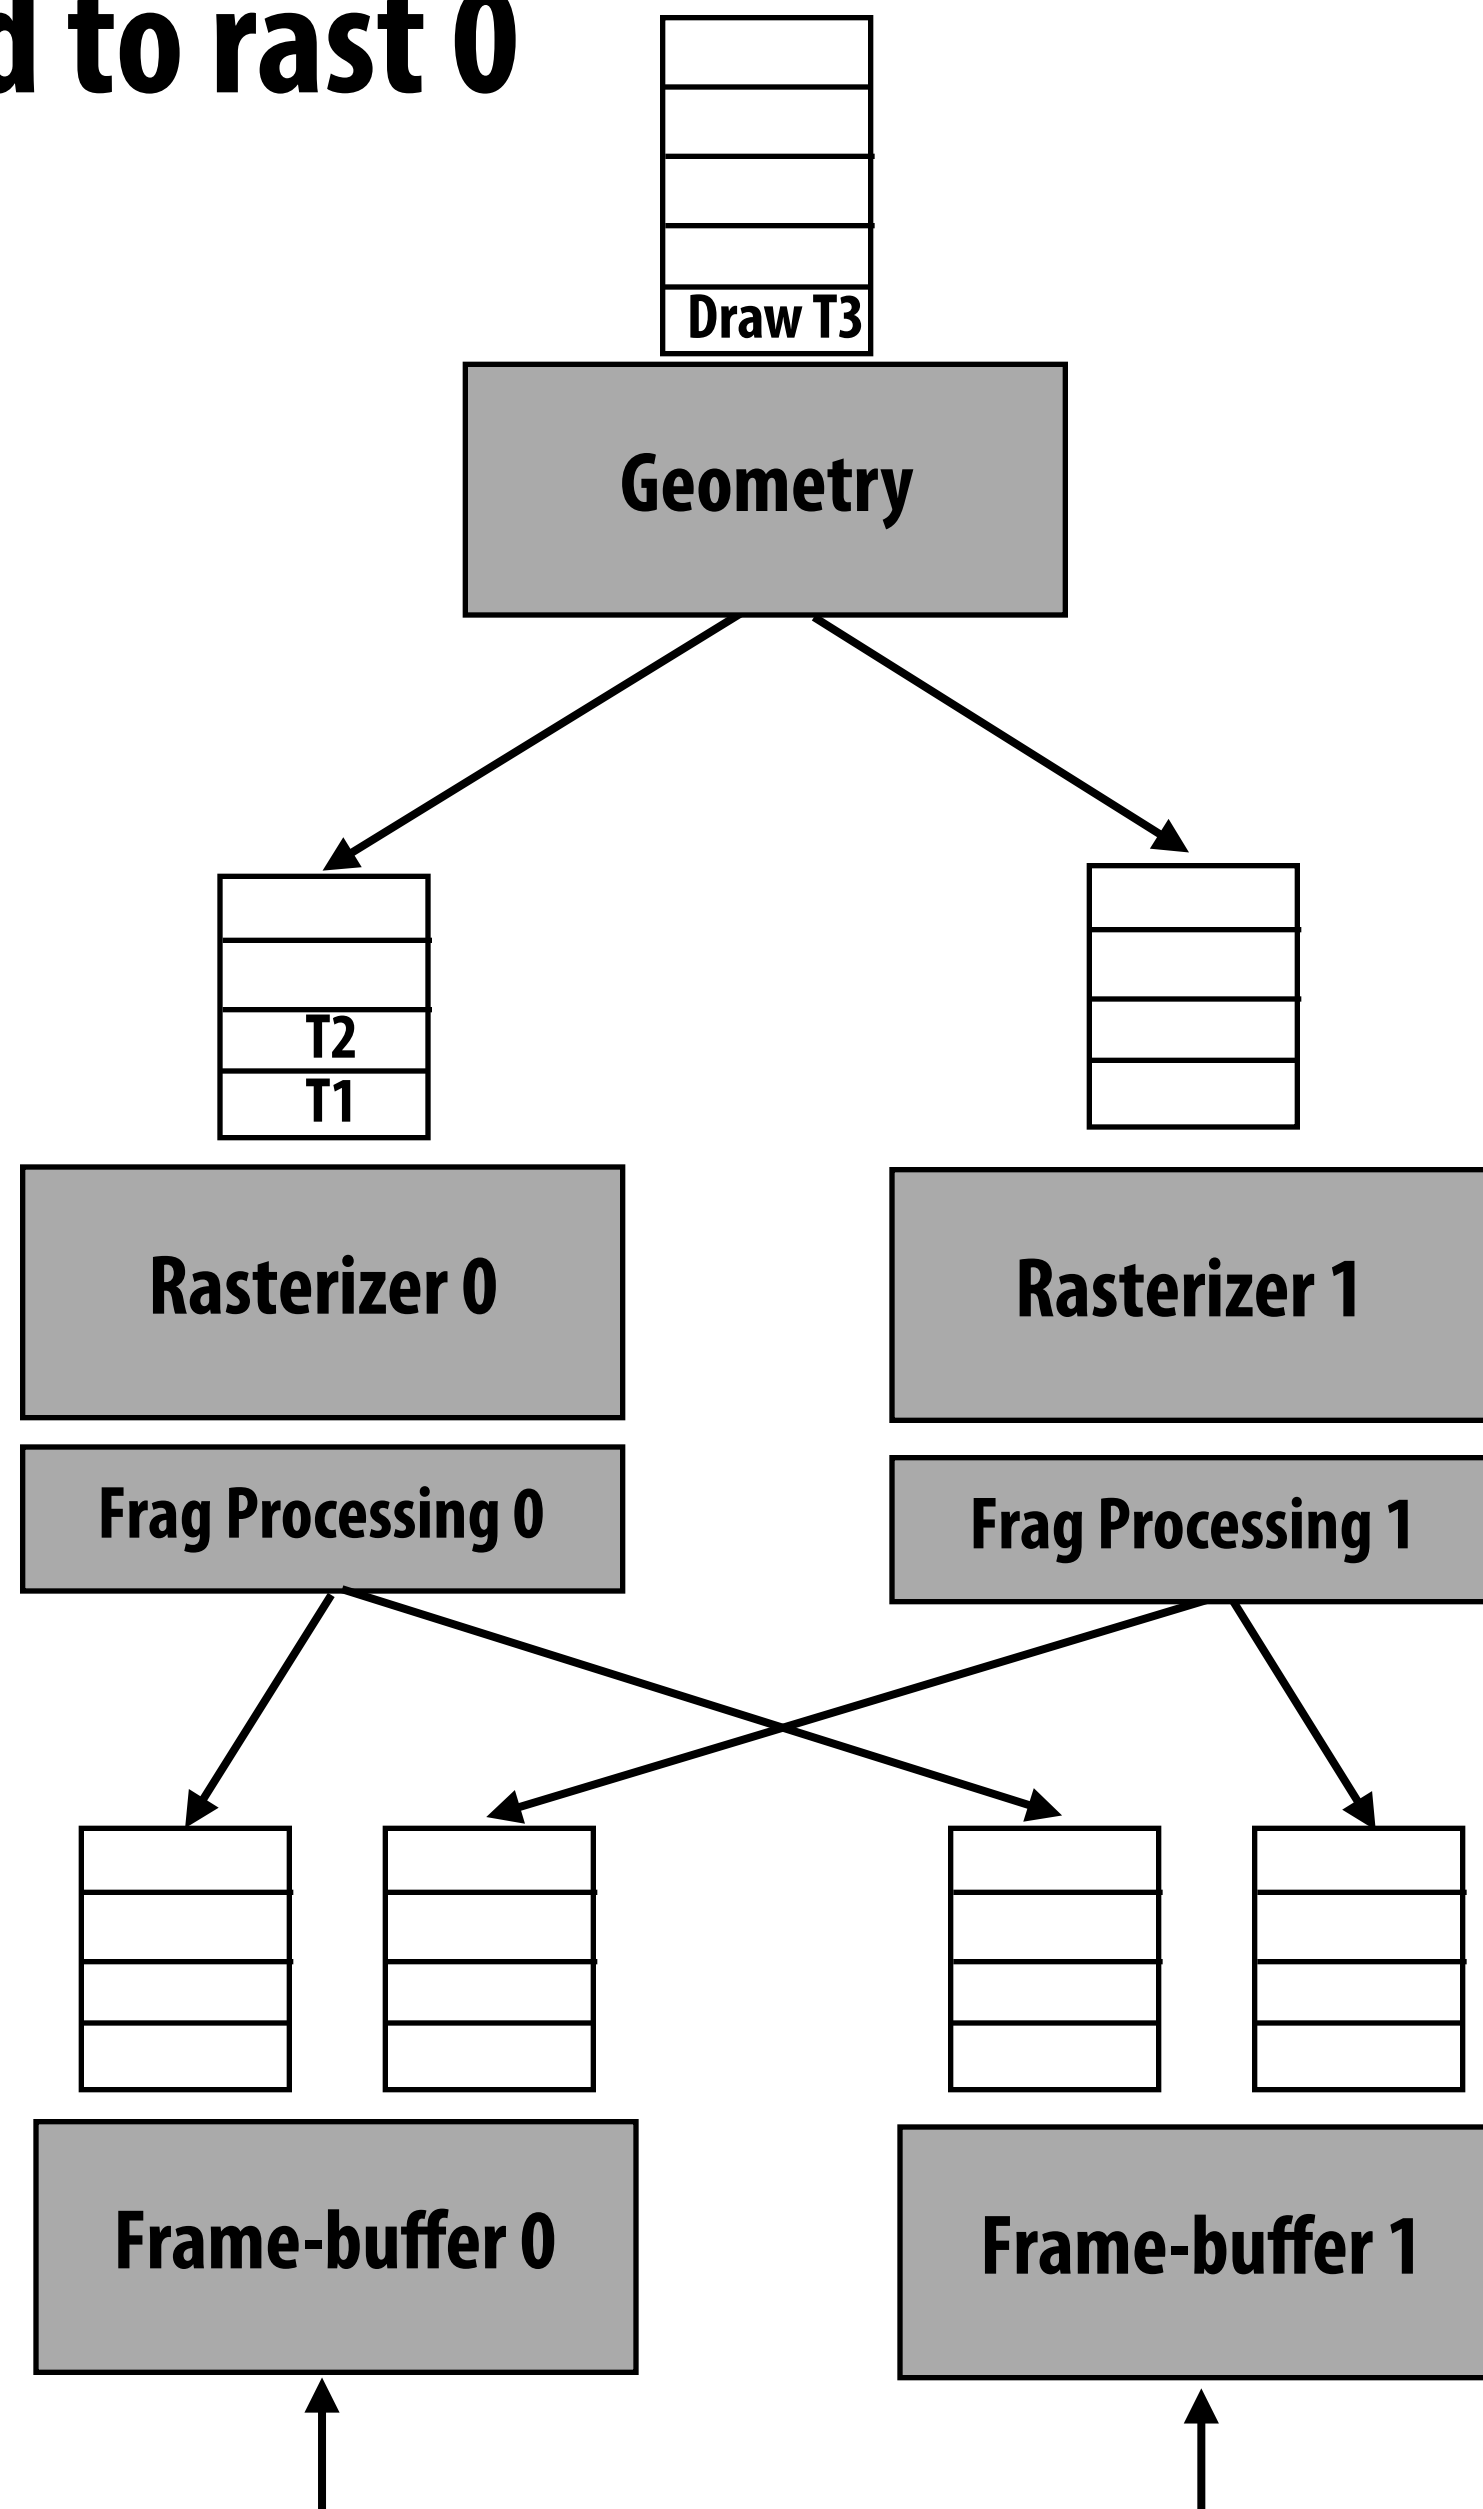 to rast 0
Draw T3
Geometry
T2
T1
Rasterizer 0
Rasterizer 1
Frag Processing 0
Frag Processing 1
Frame-buffer 0
Frame-buffer 1